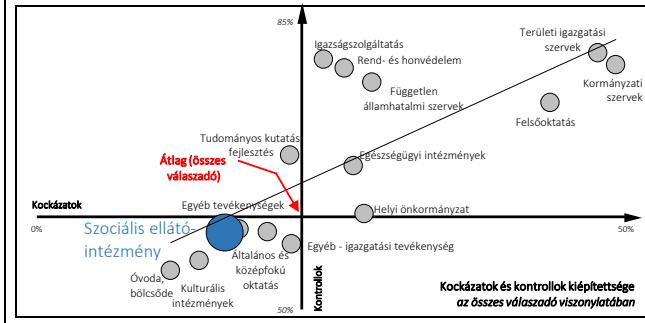 85%
Igazságszolgáltatás
Rend- és honvédelem
Független
államhatalmi szervek
Területi igazgatási
szervek
Kormányzati
szervek
Felsőoktatás
Tudományos kutatás
fejlesztés
Átlag (összes
válaszadó)
Egészségügyi intézmények
Kockázatok
Egyéb tevékenységek
Helyi önkormányzat
0%
50%
Szociális ellátó-
intézmény
Általános és
középfokú
oktatás
Egyéb - igazgatási tevékenység
Óvoda,
bölcsőde
Kulturális
intézmények
Kontrollok
50%
Kockázatok és kontrollok kiépítettsége
az összes válaszadó viszonylatában